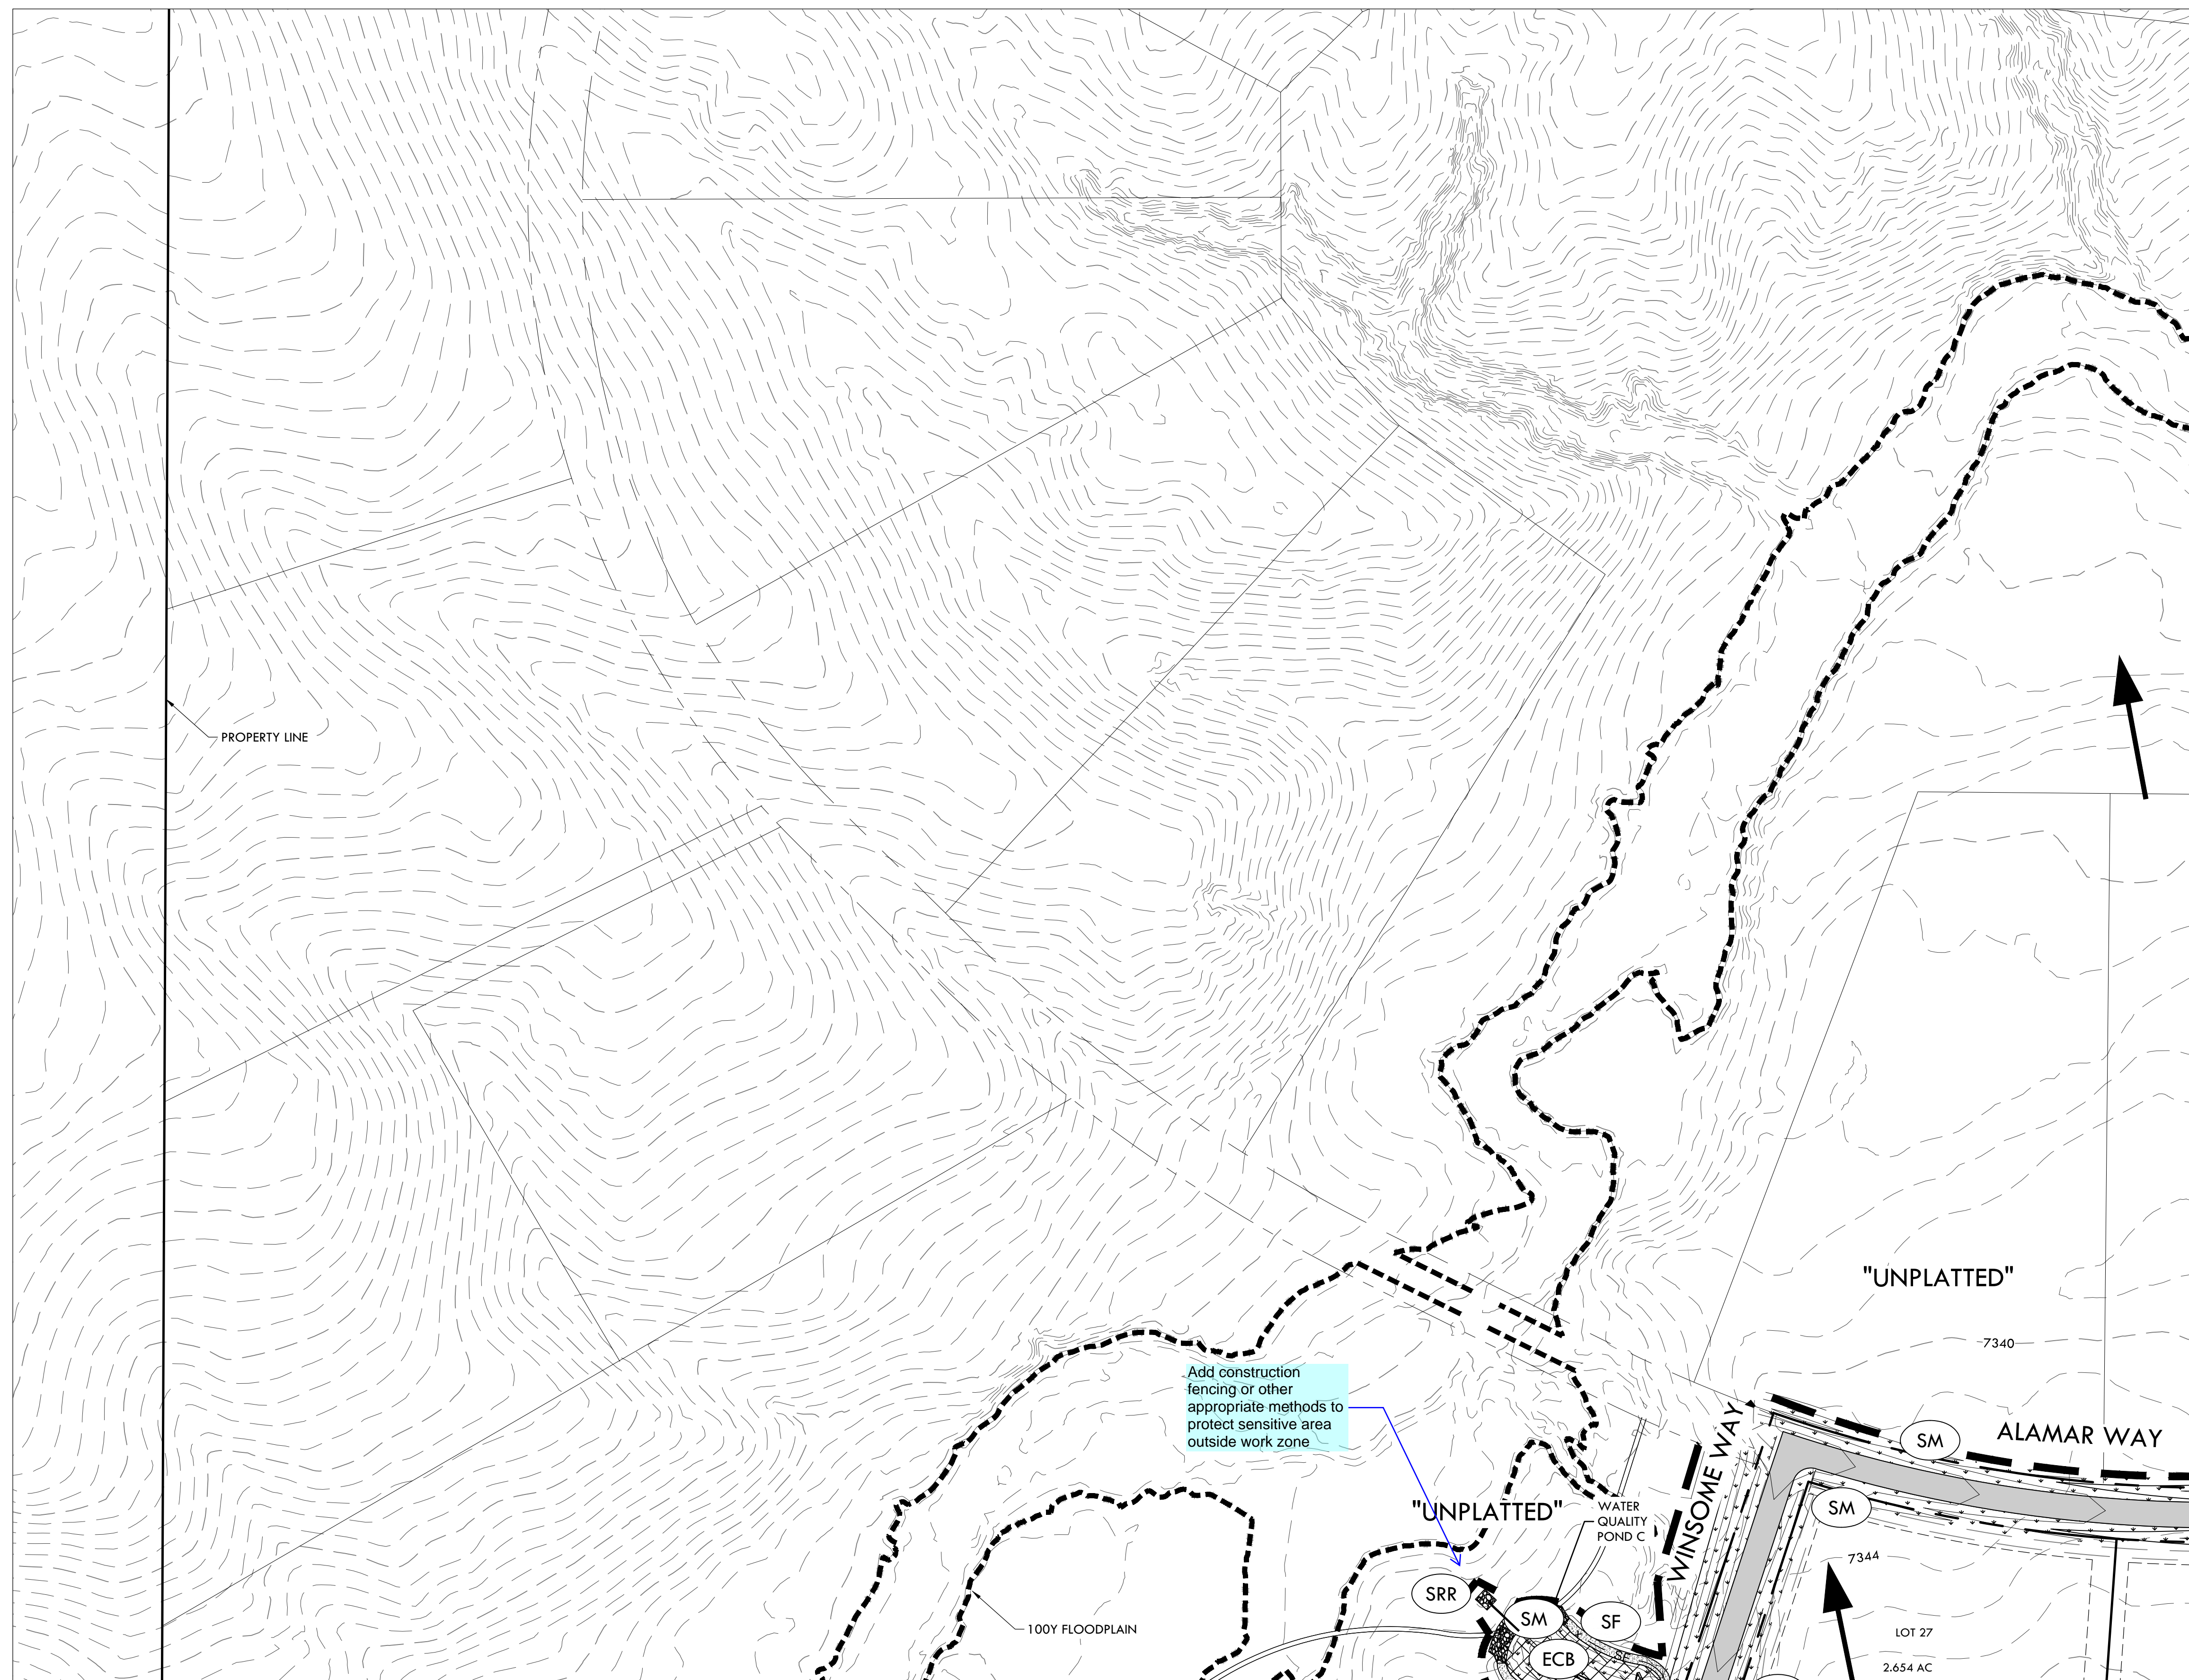 PROPERTY LINE
"UNPLATTED"
7340
Add construction
fencing or other
appropriate methods to
protect sensitive area
outside work zone
WINSOME WAY
SM
ALAMAR WAY
"UNPLATTED"
WATER
QUALITY
POND C
SM
7344
SRR
SM
SF
100Y FLOODPLAIN
LOT 27
ECB
SF
2.654 AC